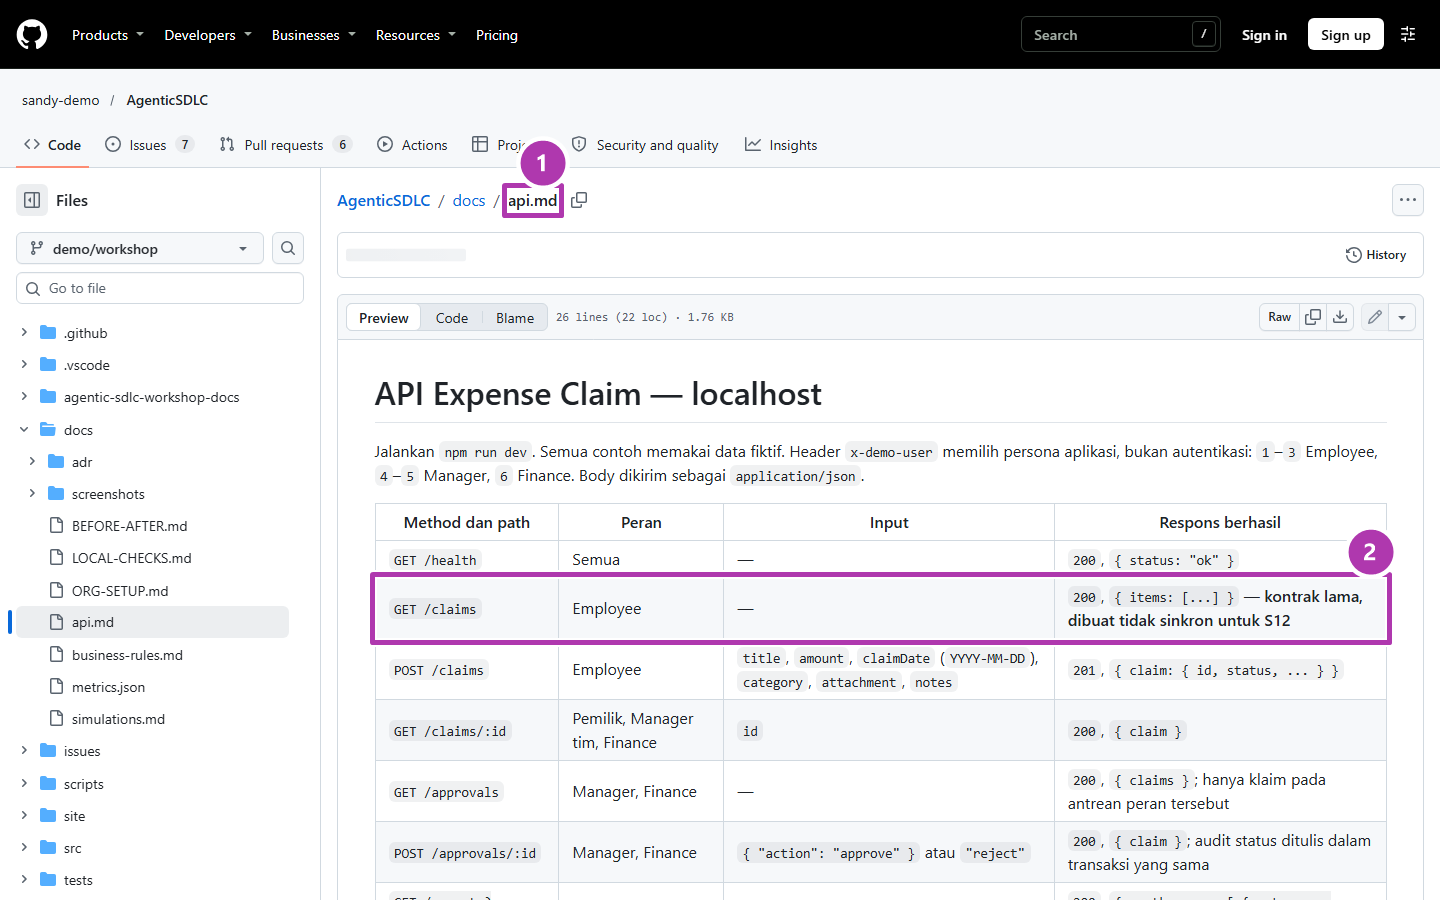 Products
Developers
Businesses
Resources
Pricing
Search
/
Sign in
Sign up
sandy-demo / AgenticSDLC
Code
Issues 7
Pull requests 6
Actions
Security and quality
Insights
1
Files
AgenticSDLC / docs / api.md
demo/workshop
Go to file
History
Preview
Code
Blame
26 lines (22 loc) · 1.76 KB
Raw
.github
.vscode
agentic-sdlc-workshop-docs
docs
adr
screenshots
BEFORE-AFTER.md
LOCAL-CHECKS.md
ORG-SETUP.md
api.md
business-rules.md
metrics.json
simulations.md
issues
scripts
site
src
tests
API Expense Claim — localhost
Jalankan npm run dev. Semua contoh memakai data fiktif. Header x-demo-user memilih persona aplikasi, bukan autentikasi: 1–3 Employee,
4–5 Manager, 6 Finance. Body dikirim sebagai application/json.
Method dan path Peran Input Respons berhasil
2
GET /health Semua — 200, { status: "ok" }
GET /claims Employee — 200, { items: [...] } — kontrak lama,
dibuat tidak sinkron untuk S12
POST /claims Employee title, amount, claimDate (YYYY-MM-DD),
category, attachment, notes 201, { claim: { id, status, ... } }
GET /claims/:id Pemilik, Manager
tim, Finance id 200, { claim }
GET /approvals Manager, Finance — 200, { claims }; hanya klaim pada
antrean peran tersebut
POST /approvals/:id Manager, Finance { "action": "approve" } atau "reject" 200, { claim }; audit status ditulis dalam
transaksi yang sama